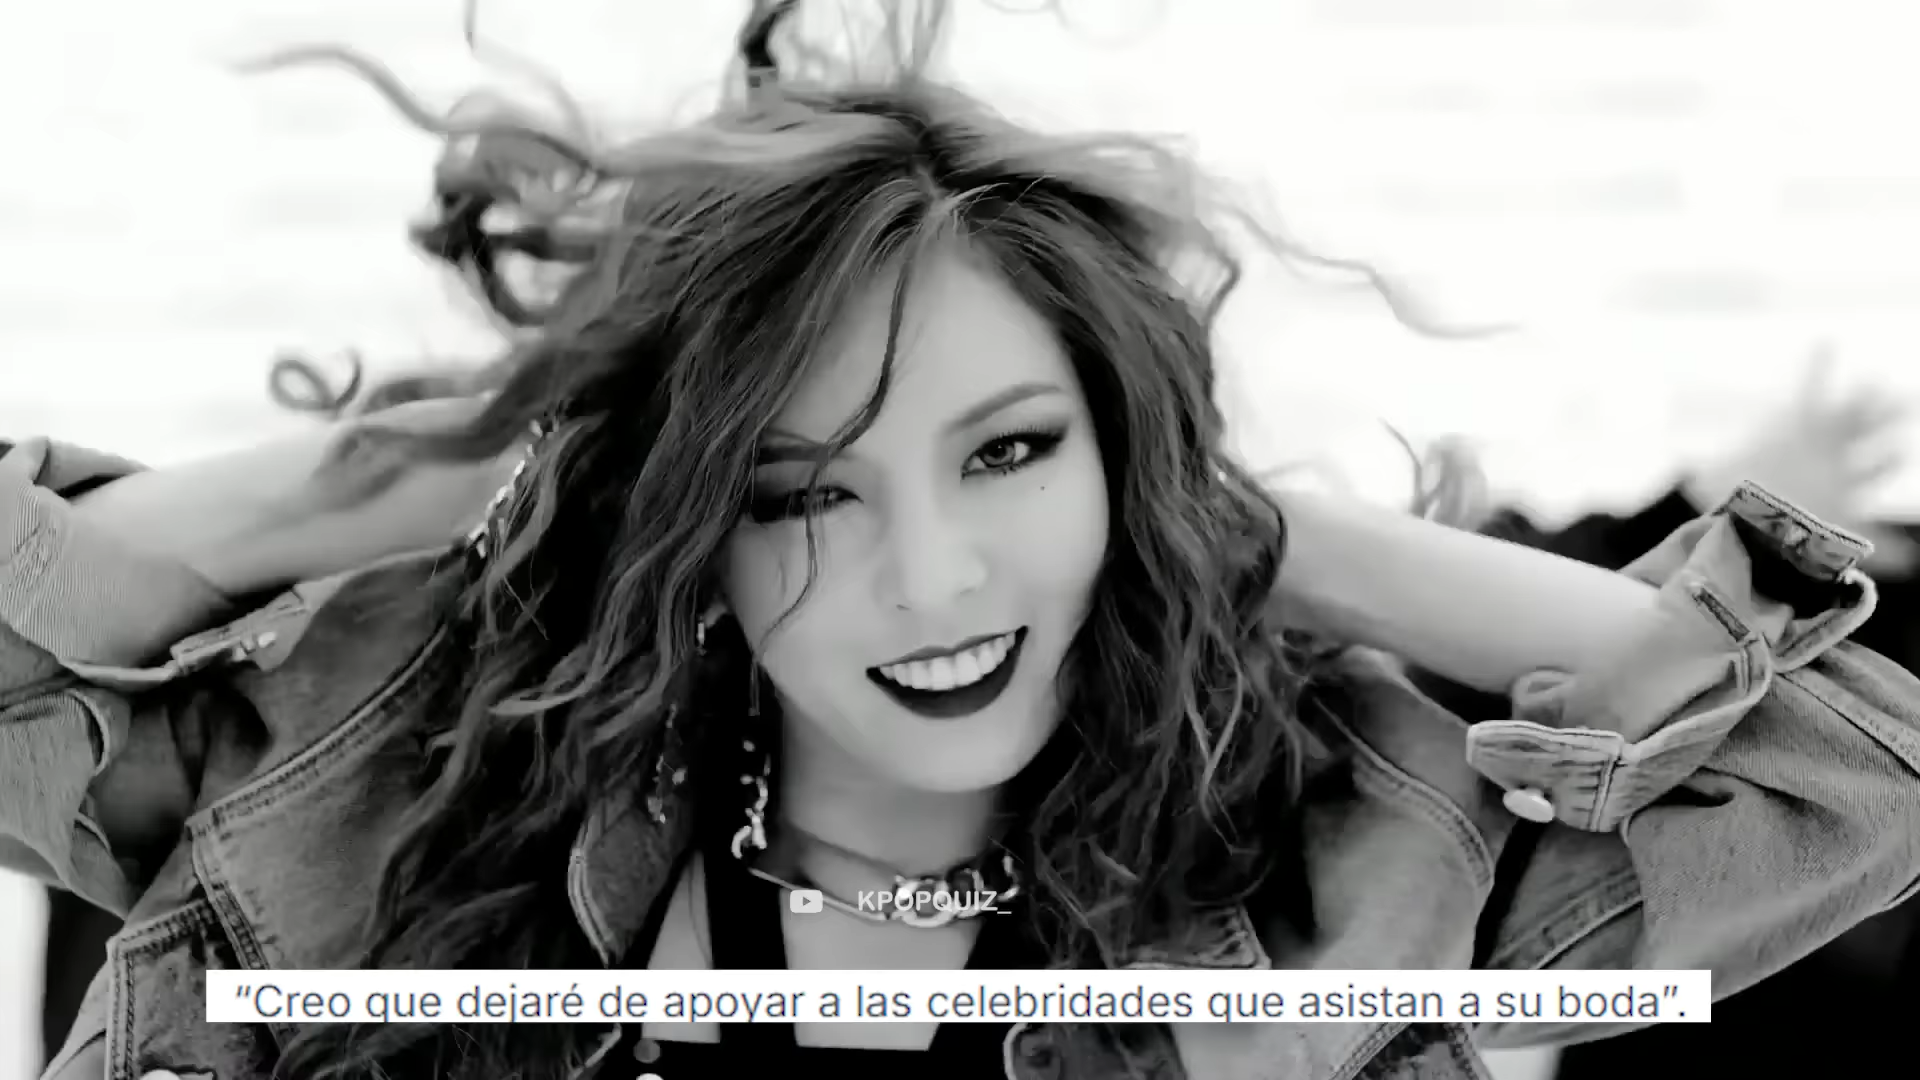 KPOPQUIZ_
“Creo que dejaré de apoyar a las celebridades que asistan a su boda”.